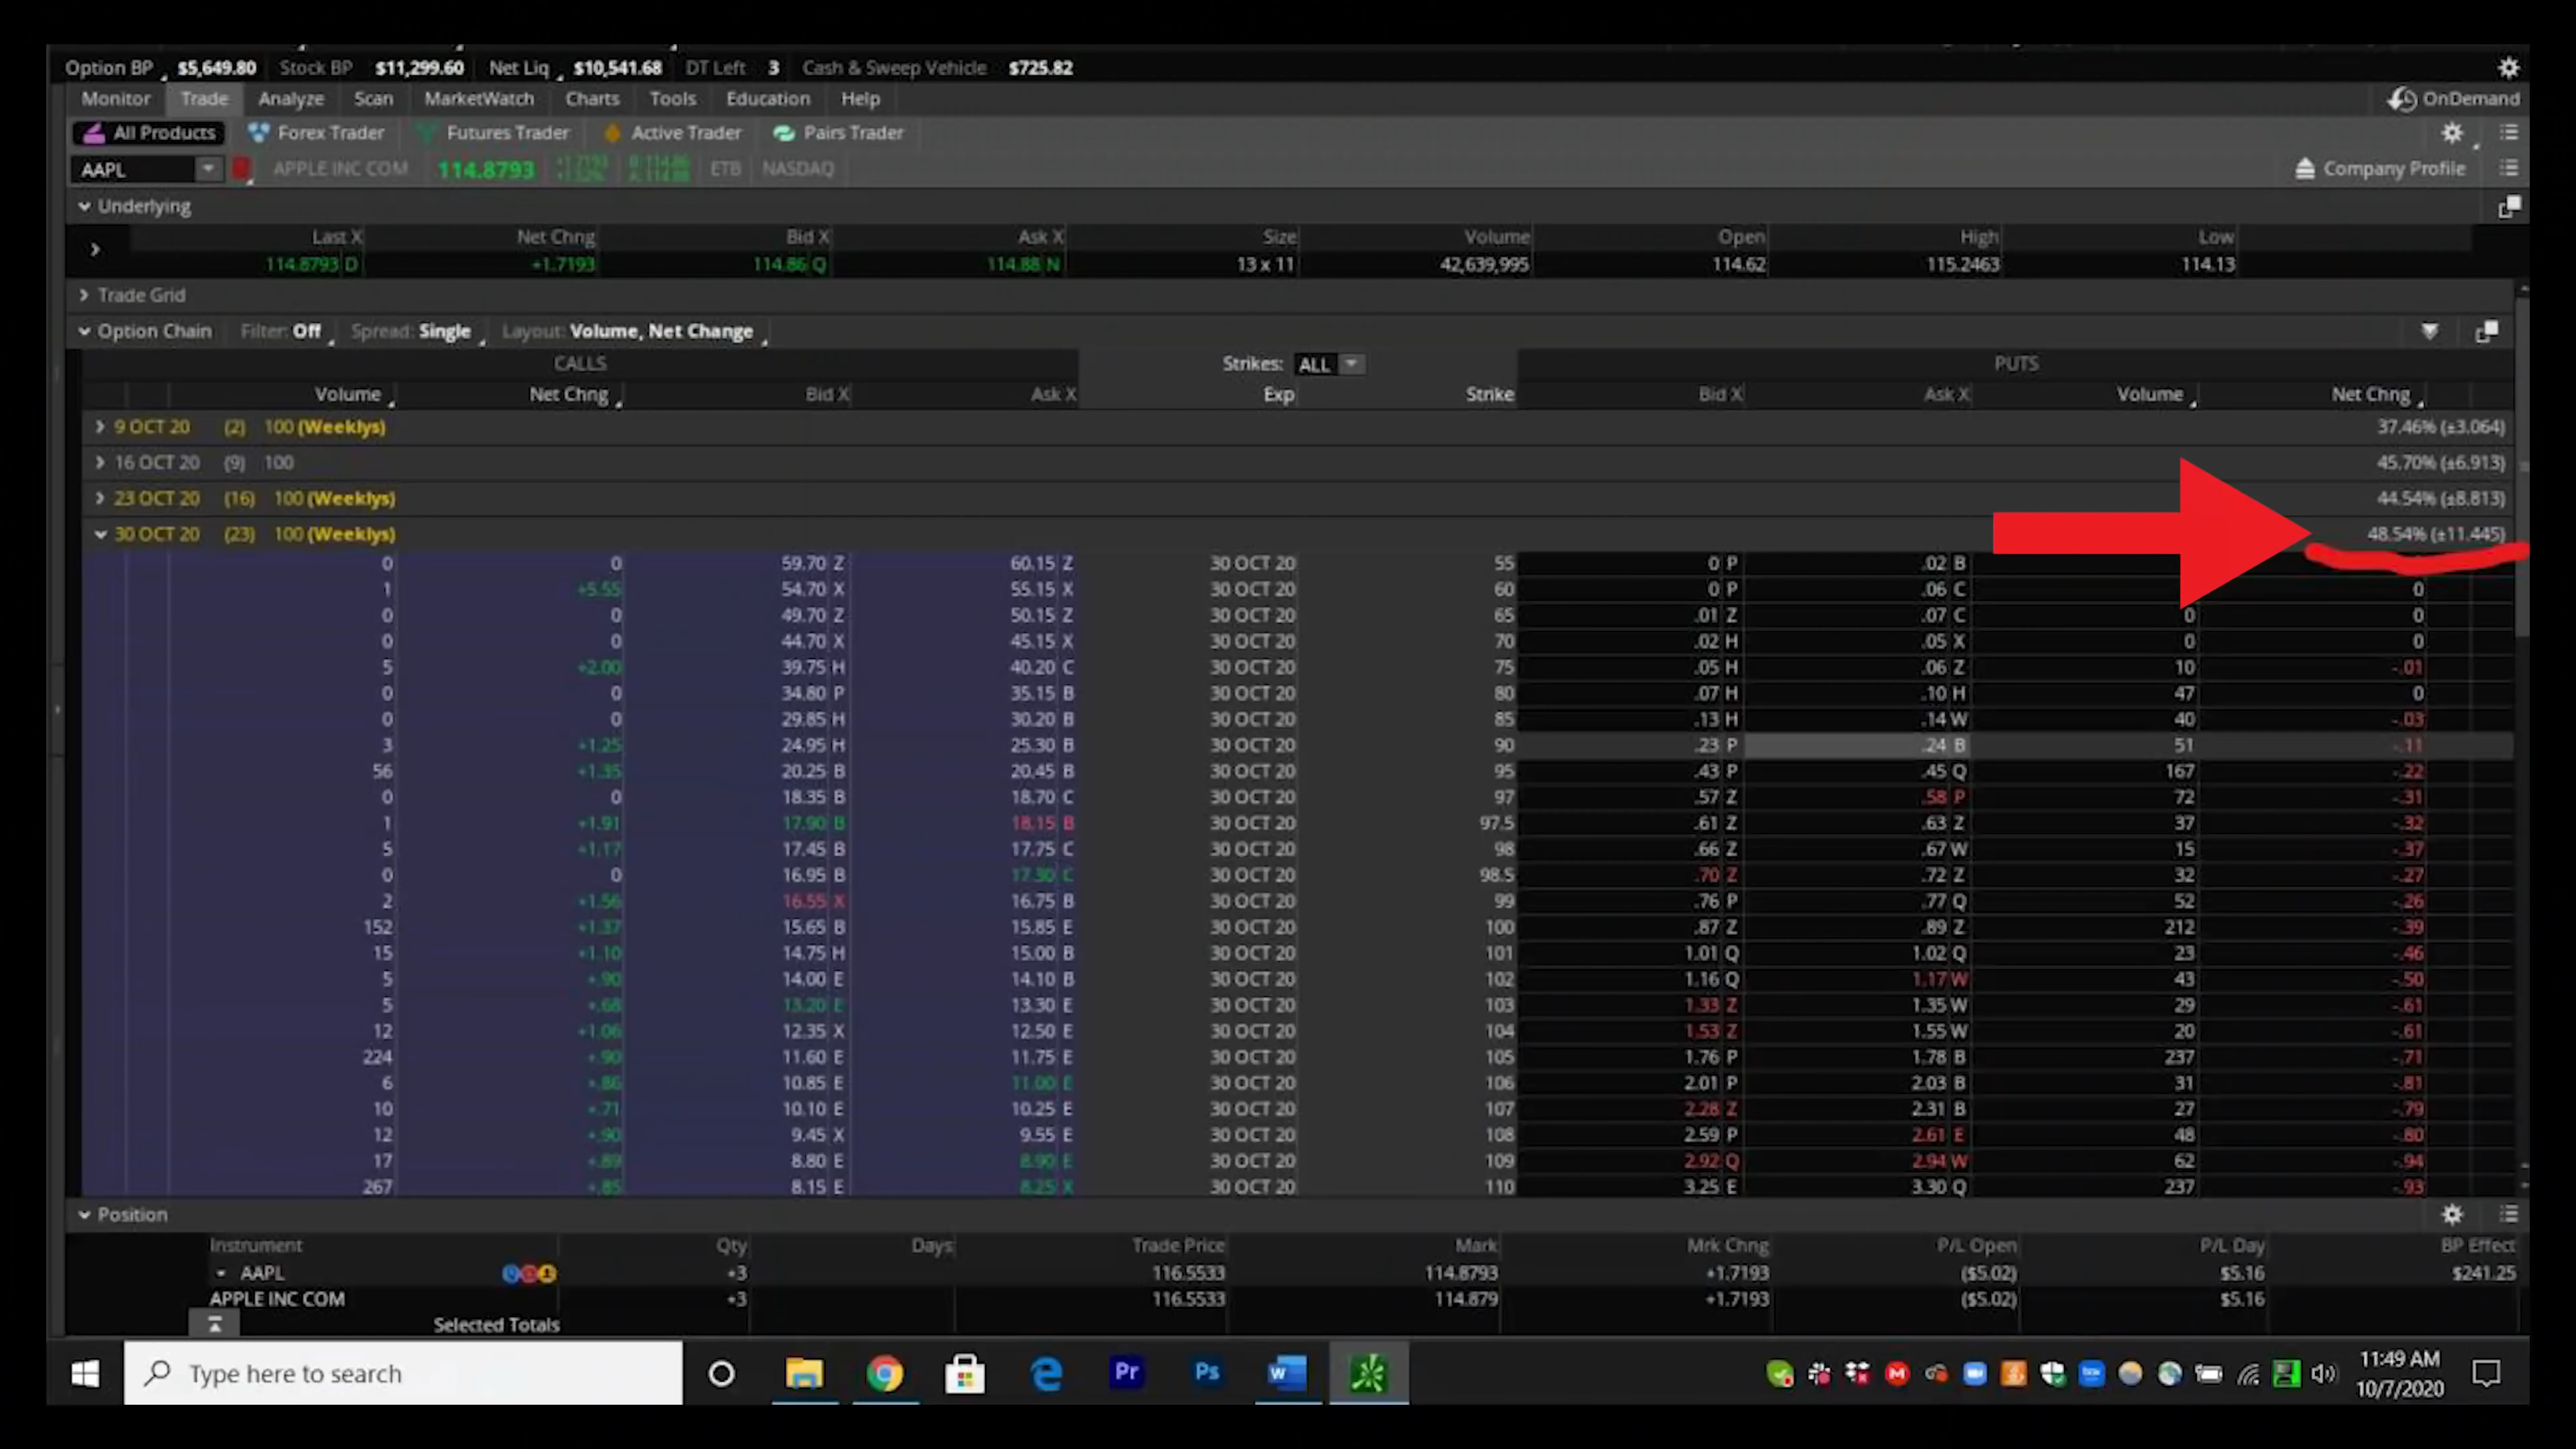 Option BP $5,649.80 Stock BP $11,299.60 Net Liq $10,541.68 DT Left 3 Cash & Sweep Vehicle $725.82
Monitor Trade Analyze Scan MarketWatch Charts Tools Education Help OnDemand
All Products Forex Trader Futures Trader Active Trader Pairs Trader
AAPL APPLE INC COM 114.8793 ETB NASDAQ Company Profile
Underlying
Last X Net Chng Bid X Ask X Size Volume Open High Low
114.8793 D +1.7193 114.86 Q 114.88 N 13 x 11 42,639,995 114.62 115.2463 114.13
Trade Grid
Option Chain Filter: Off Spread: Single Layout: Volume, Net Change
CALLS Strikes: ALL PUTS
Volume Net Chng Bid X Ask X Exp Strike Bid X Ask X Volume Net Chng
9 OCT 20 (2) 100 (Weeklys) 37.46% (±3.064)
16 OCT 20 (9) 100 45.70% (±6.913)
23 OCT 20 (16) 100 (Weeklys) 44.54% (±8.813)
30 OCT 20 (23) 100 (Weeklys) 48.54% (±11.445)
0 0 59.70 Z 60.15 Z 30 OCT 20 55 0 P .02 B
1 +5.55 54.70 X 55.15 X 30 OCT 20 60 0 P .06 C 0
0 0 49.70 Z 50.15 Z 30 OCT 20 65 .01 Z .07 C 0 0
0 0 44.70 X 45.15 X 30 OCT 20 70 .02 H .05 X 0 0
5 +2.00 39.75 H 40.20 C 30 OCT 20 75 .05 H .06 Z 10 -.01
0 0 34.80 P 35.15 B 30 OCT 20 80 .07 H .10 H 47 0
0 0 29.85 H 30.20 B 30 OCT 20 85 .13 H .14 W 40 -.03
3 +1.25 24.95 H 25.30 B 30 OCT 20 90 .23 P .24 B 51 -.11
56 +1.35 20.25 B 20.45 B 30 OCT 20 95 .43 P .45 Q 167 -.22
0 0 18.35 B 18.70 C 30 OCT 20 97 .57 Z .58 P 72 -.31
1 +1.91 17.90 B 18.15 B 30 OCT 20 97.5 .61 Z .63 Z 37 -.32
5 +1.17 17.45 B 17.75 C 30 OCT 20 98 .66 Z .67 W 15 -.37
0 0 16.95 B 17.30 C 30 OCT 20 98.5 .70 Z .72 Z 32 -.27
2 +1.56 16.55 X 16.75 B 30 OCT 20 99 .76 P .77 Q 52 -.26
152 +1.37 15.65 B 15.85 E 30 OCT 20 100 .87 Z .89 Z 212 -.39
15 +1.10 14.75 H 15.00 B 30 OCT 20 101 1.01 Q 1.02 Q 23 -.46
5 +.90 14.00 E 14.10 B 30 OCT 20 102 1.16 Q 1.17 W 43 -.50
5 +.68 13.20 E 13.30 E 30 OCT 20 103 1.33 Z 1.35 W 29 -.61
12 +1.06 12.35 X 12.50 E 30 OCT 20 104 1.53 Z 1.55 W 20 -.61
224 +.90 11.60 E 11.75 E 30 OCT 20 105 1.76 P 1.78 B 237 -.71
6 +.86 10.85 E 11.00 E 30 OCT 20 106 2.01 P 2.03 B 31 -.81
10 +.71 10.10 E 10.25 E 30 OCT 20 107 2.28 Z 2.31 B 27 -.79
12 +.90 9.45 X 9.55 E 30 OCT 20 108 2.59 P 2.61 E 48 -.80
17 +.89 8.80 E 8.90 E 30 OCT 20 109 2.92 Q 2.94 W 62 -.94
267 +.85 8.15 E 8.25 X 30 OCT 20 110 3.25 E 3.30 Q 237 -.93
Position
Instrument Qty Days Trade Price Mark Mrk Chng P/L Open P/L Day BP Effect
AAPL +3 116.5533 114.8793 +1.7193 ($5.02) $5.16 $241.25
APPLE INC COM +3 116.5533 114.879 +1.7193 ($5.02) $5.16
Selected Totals
Type here to search Pr Ps W 11:49 AM
10/7/2020